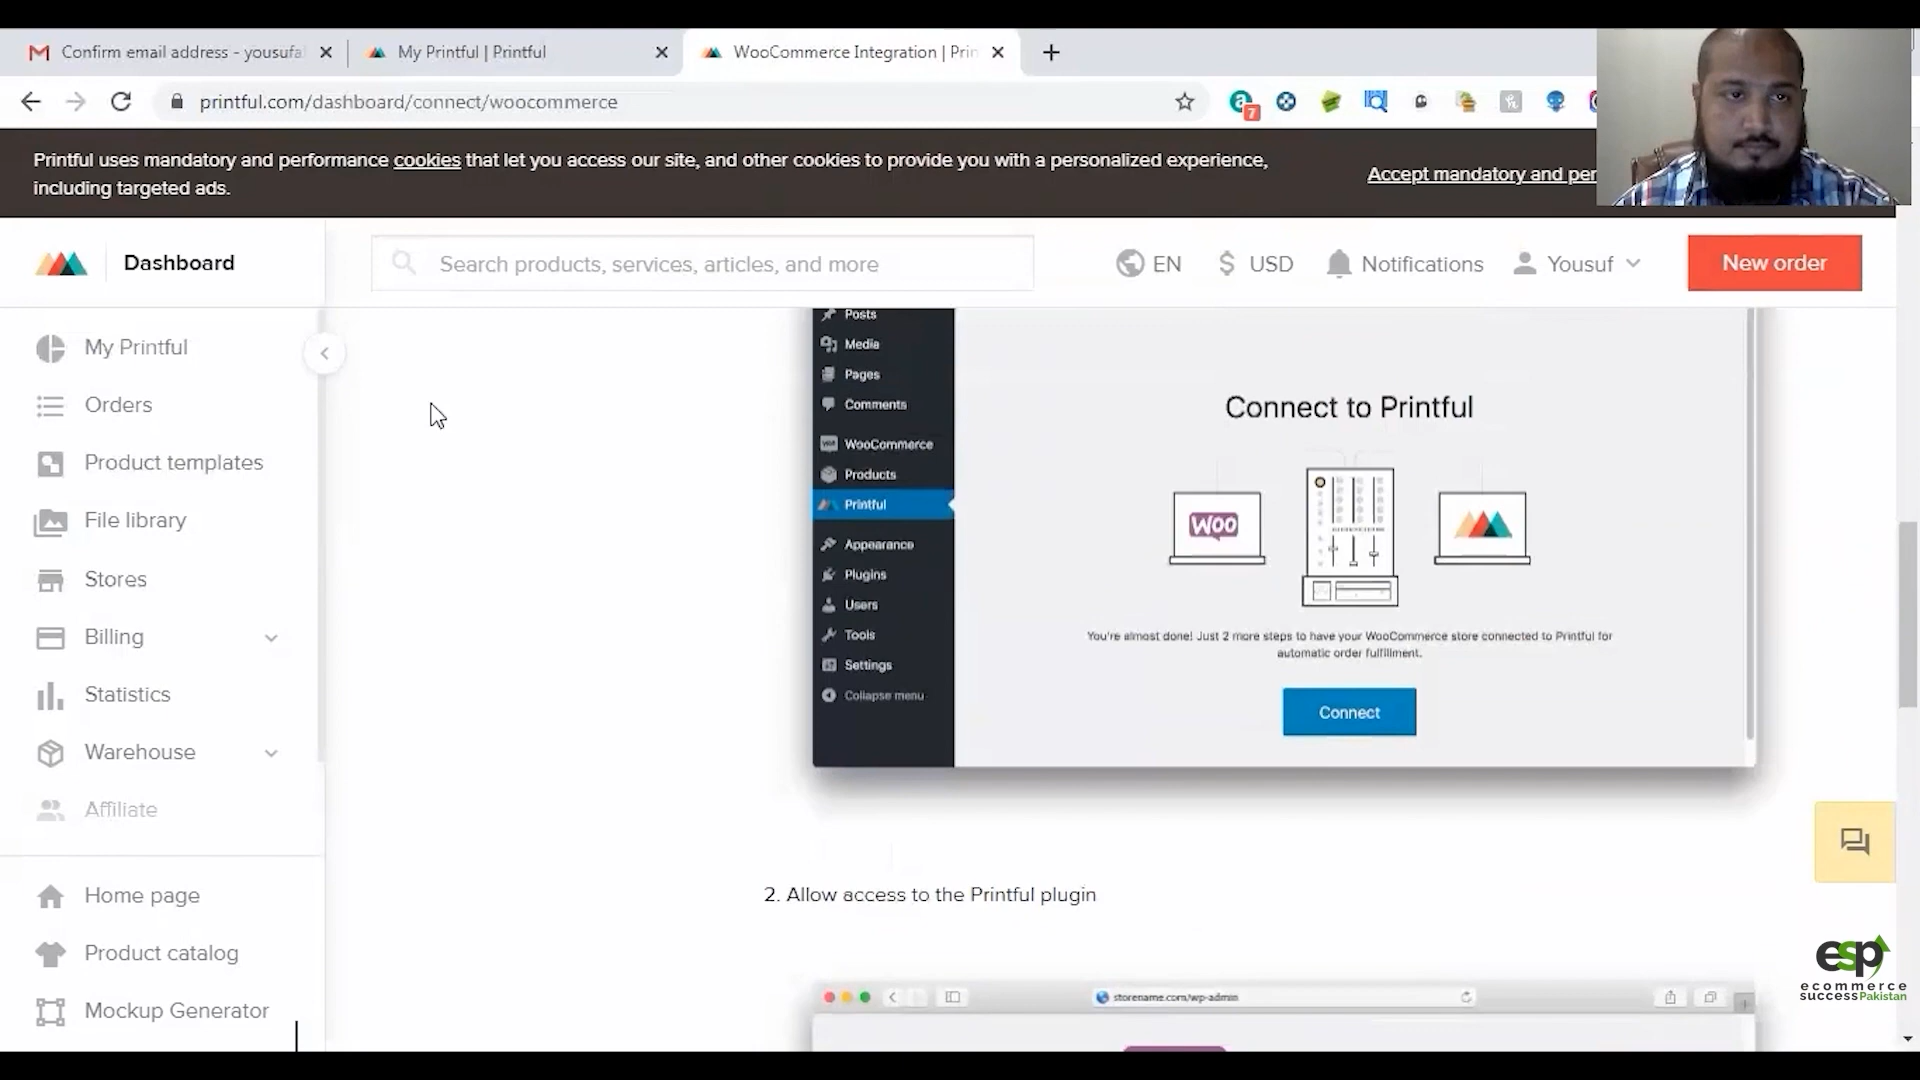 Confirm email address - yousufa
My Printful | Printful
WooCommerce Integration | Prin
printful.com/dashboard/connect/woocommerce
7
Printful uses mandatory and performance cookies that let you access our site, and other cookies to provide you with a personalized experience,
including targeted ads.
Accept mandatory and per
Dashboard
Search products, services, articles, and more
EN
$ USD
Notifications
Yousuf
New order
My Printful
Orders
Product templates
File library
Stores
Billing
Statistics
Warehouse
Affiliate
Home page
Product catalog
Mockup Generator
Posts
Media
Pages
Comments
WooCommerce
Products
Printful
Appearance
Plugins
Users
Tools
Settings
Collapse menu
Connect to Printful
WOO
You're almost done! Just 2 more steps to have your WooCommerce store connected to Printful for
automatic order fulfillment.
Connect
2. Allow access to the Printful plugin
storename.com/wp-admin
esp
ecommerce
successPakistan